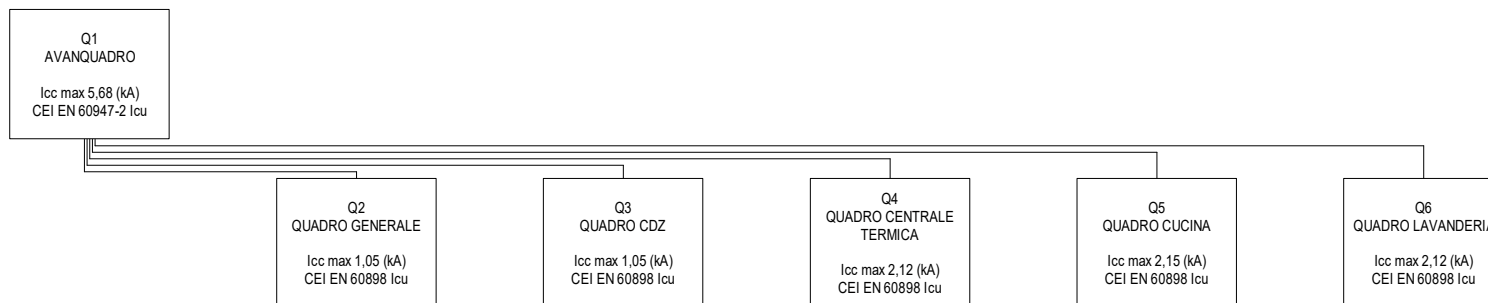 Q1
AVANQUADRO
Icc max 5,68 (kA)
CEI EN 60947-2 Icu
Q2
QUADRO GENERALE
Icc max 1,05 (kA)
CEI EN 60898 Icu
Q3
QUADRO CDZ
Icc max 1,05 (kA)
CEI EN 60898 Icu
Q4
QUADRO CENTRALE
TERMICA
Icc max 2,12 (kA)
CEI EN 60898 Icu
Q5
QUADRO CUCINA
Icc max 2,15 (kA)
CEI EN 60898 Icu
Q6
QUADRO LAVANDERIA
Icc max 2,12 (kA)
CEI EN 60898 Icu